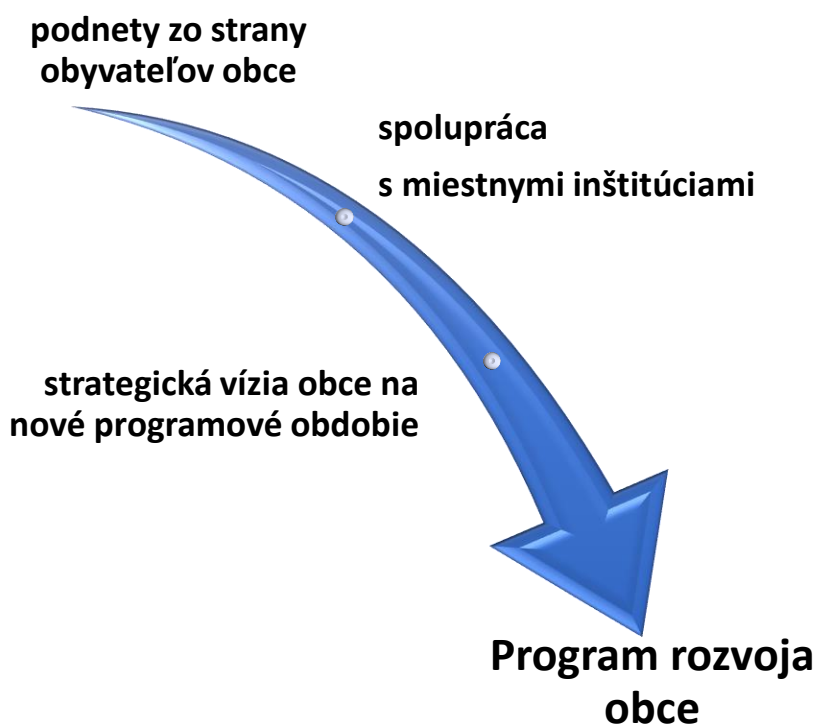 podnety zo strany
obyvateľov obce
spolupráca
s miestnymi inštitúciami
strategická vízia obce na
nové programové obdobie
Program rozvoja
obce